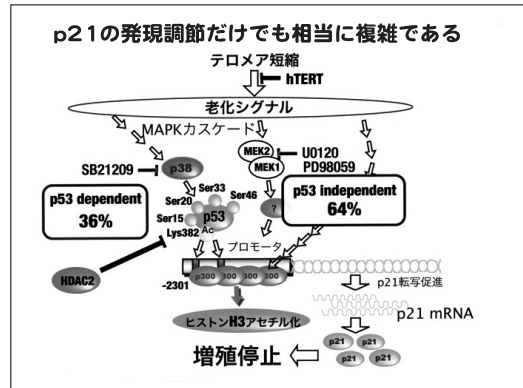 p21の発現調節だけでも相当に複雑である
テロメア短縮
hTERT
老化シグナル
MAPKカスケード
MEK2
MEK1
U0120
PD98059
SB21209
p38
p53 dependent
36%
Ser33
Ser20
Ser46
Ser15
p53
Lys382
Ac
?
p53 independent
64%
プロモータ
HDAC2
-2301
p300
300
300
300
p21転写促進
ヒストンH3アセチル化
p21 mRNA
増殖停止
p21
p21
p21
p21